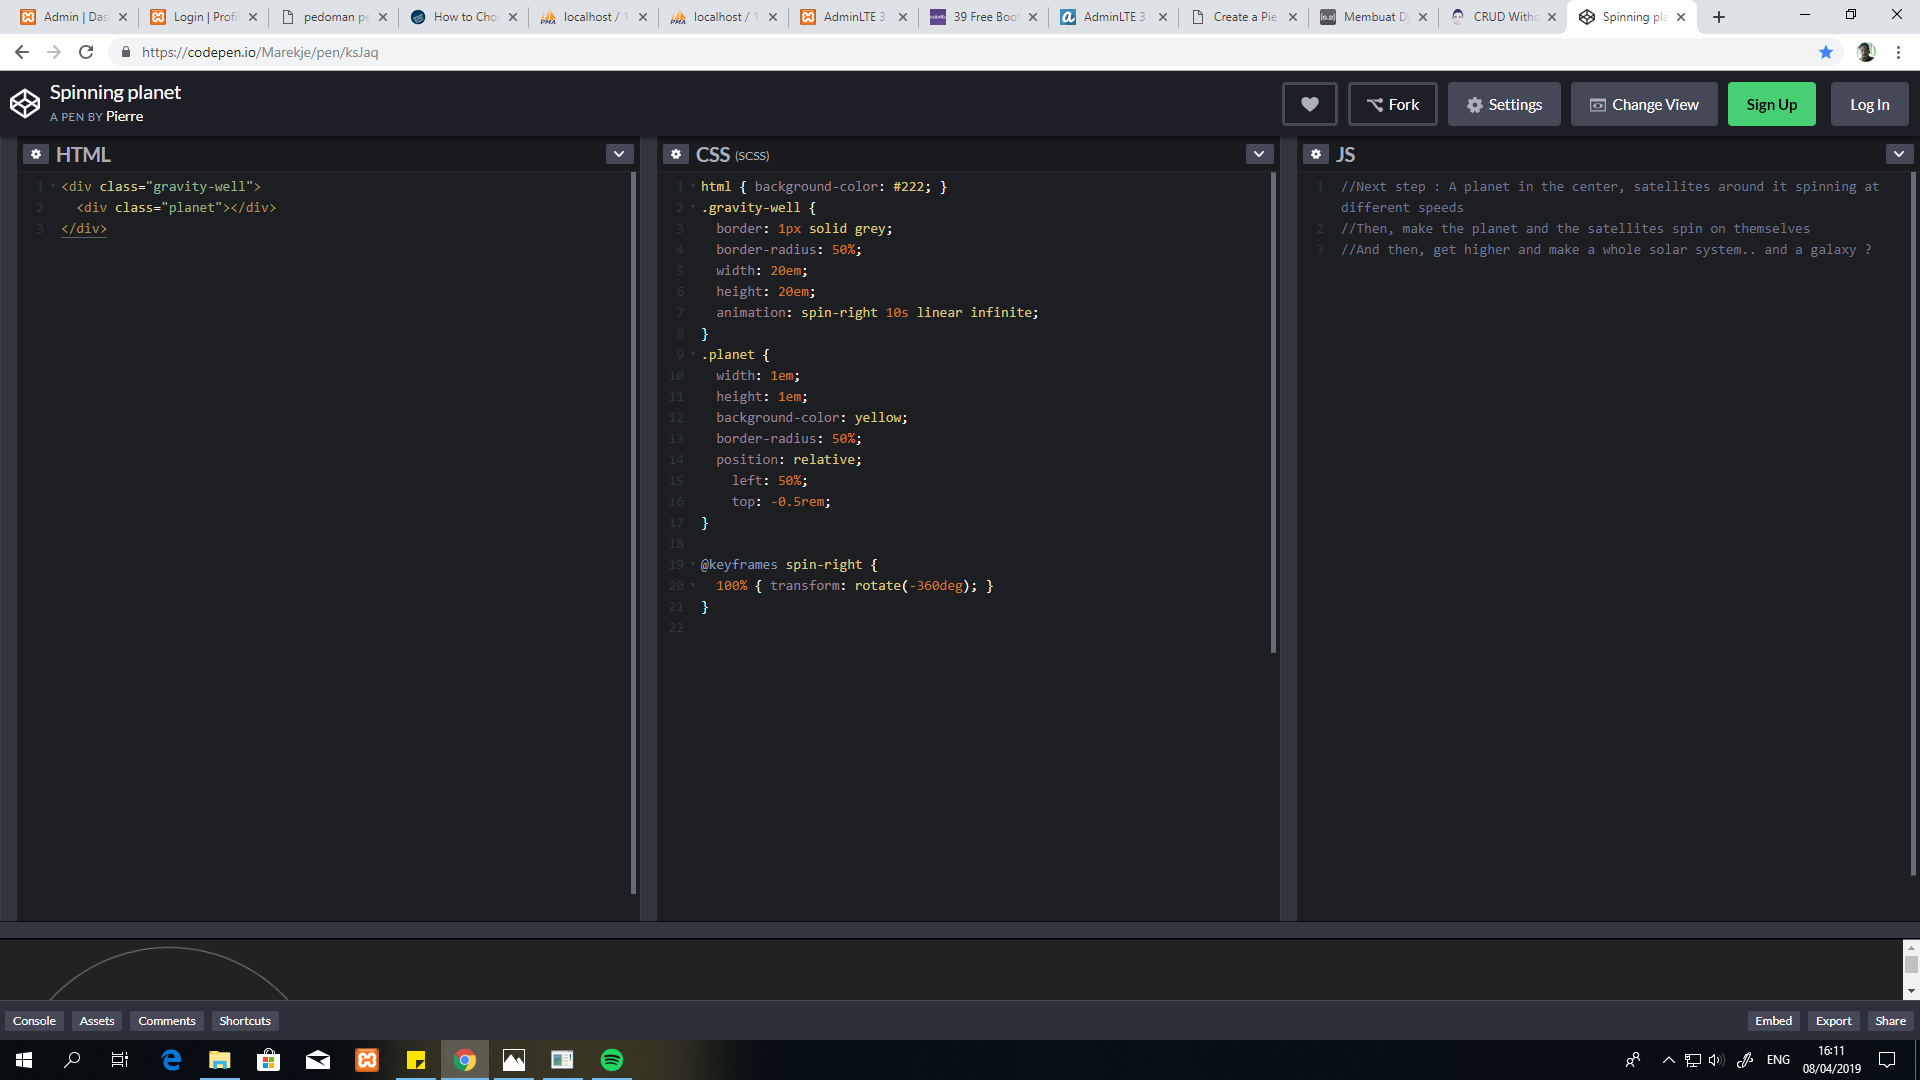 Admin | Das
Login | Profi
pedoman pe
How to Cho
localhost / 1
localhost / 1
AdminLTE 3
39 Free Boot
AdminLTE 3
Create a Pie
Membuat Dy
CRUD Witho
Spinning pla
https://codepen.io/Marekje/pen/ksJaq
Spinning planet
A PEN BY Pierre
Fork
Settings
Change View
Sign Up
Log In
HTML
1 <div class="gravity-well">
2 <div class="planet"></div>
3 </div>
CSS (SCSS)
1 html { background-color: #222; }
2 .gravity-well {
3 border: 1px solid grey;
4 border-radius: 50%;
5 width: 20em;
6 height: 20em;
7 animation: spin-right 10s linear infinite;
8 }
9 .planet {
10 width: 1em;
11 height: 1em;
12 background-color: yellow;
13 border-radius: 50%;
14 position: relative;
15 left: 50%;
16 top: -0.5rem;
17 }
18
19 @keyframes spin-right {
20 100% { transform: rotate(-360deg); }
21 }
22
JS
1 //Next step : A planet in the center, satellites around it spinning at
different speeds
2 //Then, make the planet and the satellites spin on themselves
3 //And then, get higher and make a whole solar system.. and a galaxy ?
Console
Assets
Comments
Shortcuts
Embed
Export
Share
ENG
16:11
08/04/2019